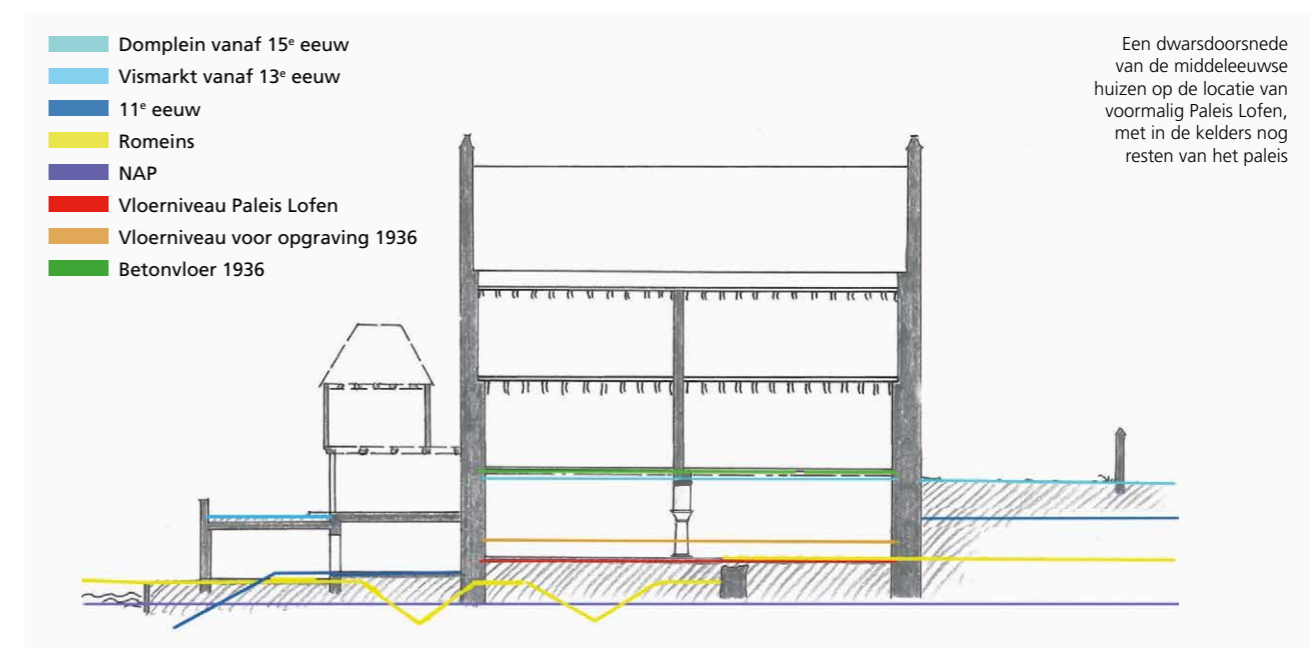 Domplein vanaf 15e eeuw
Vismarkt vanaf 13e eeuw
11e eeuw
Romeins
NAP
Vloerniveau Paleis Lofen
Vloerniveau voor opgraving 1936
Betonvloer 1936
Een dwarsdoorsnede
van de middeleeuwse
huizen op de locatie van
voormalig Paleis Lofen,
met in de kelders nog
resten van het paleis